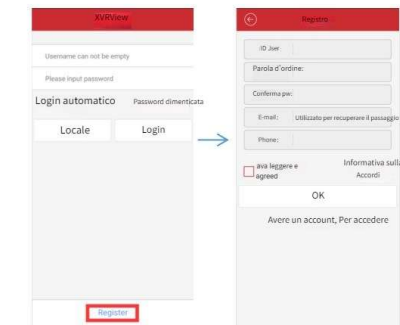 XVRView
Username can not be empty
Please input password
Login automatico Password dimenticata
Locale Login
Register
Registro
ID Jser:
Parola d'ordine:
Conferma pw:
E-mail: Utilizzato per recuperare il passaggio
Phone:
ava leggere e
agreed
Informativa sulla
Accordi
OK
Avere un account, Per accedere